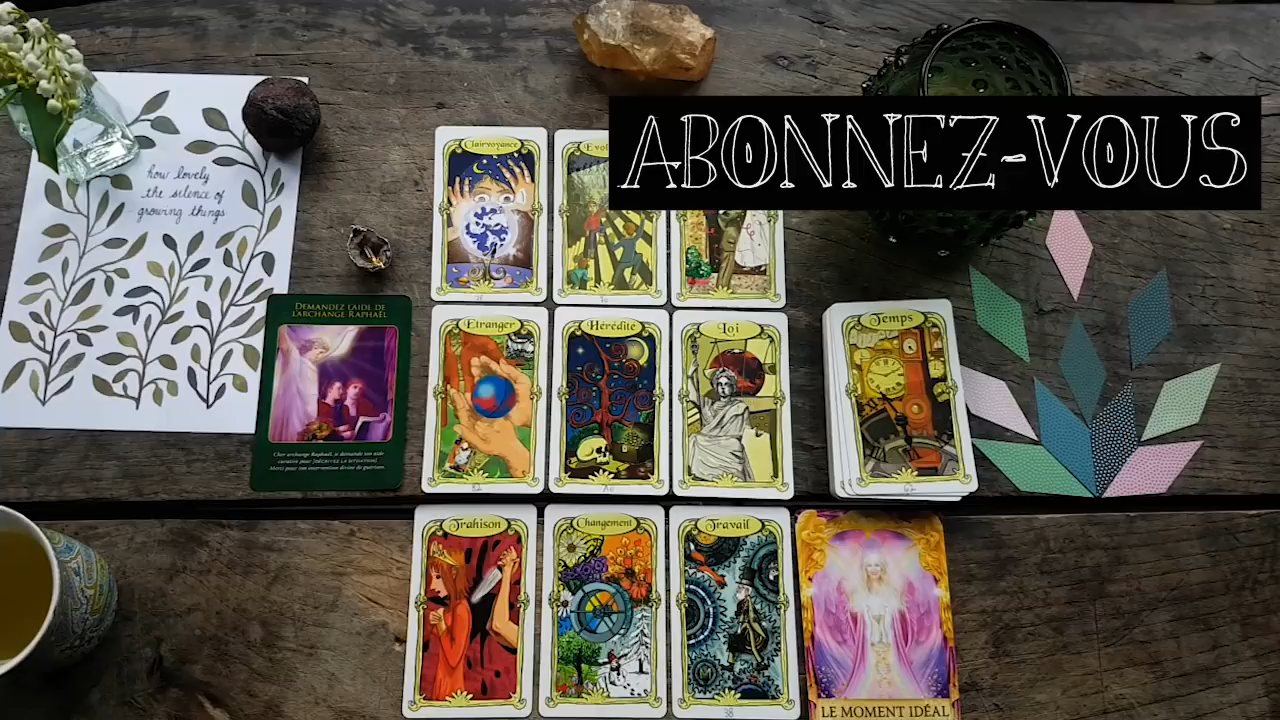 ABONNEZ-VOUS
how lovely
the silence of
growing things
Clairvoyance
DEMANDEZ L'AIDE DE
L'ARCHANGE RAPHAËL
Etranger
Hérédité
Loi
Temps
Trahison
Changement
Travail
38
LE MOMENT IDÉAL